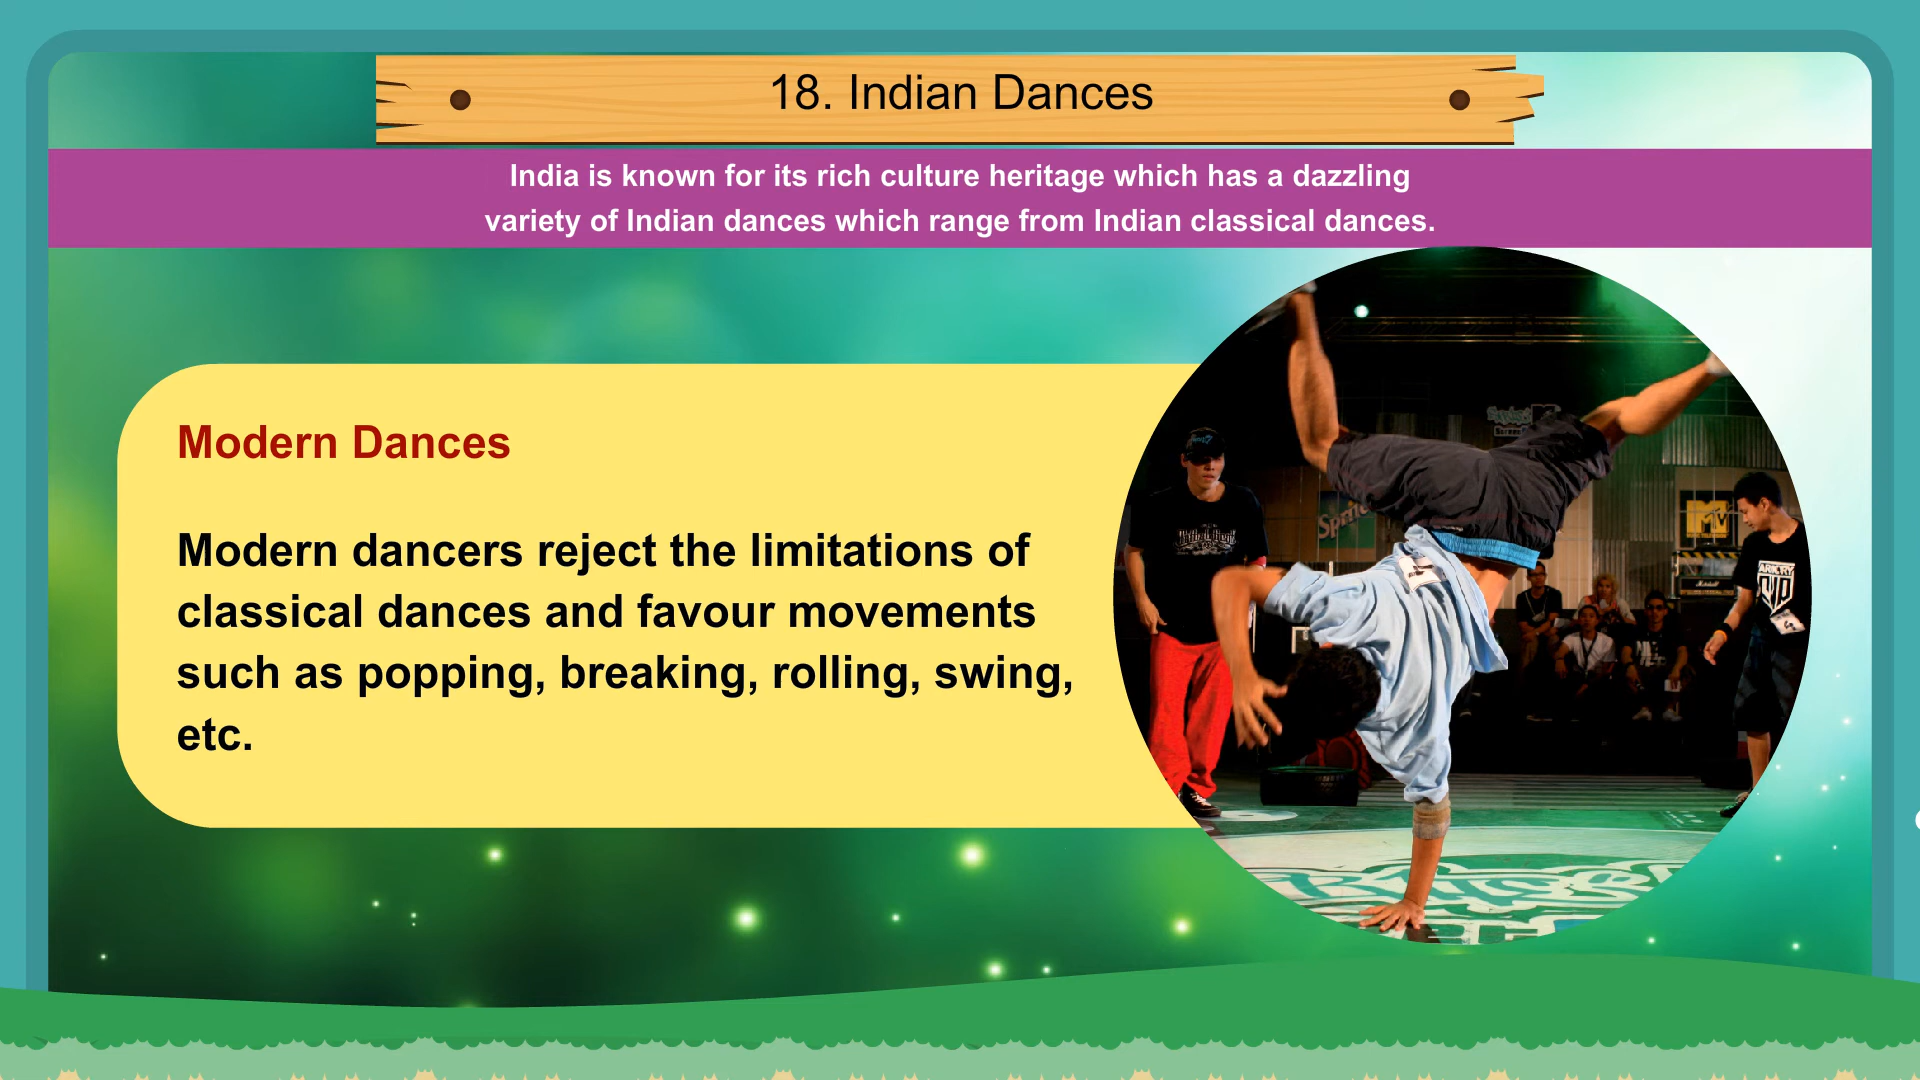 18. Indian Dances
India is known for its rich culture heritage which has a dazzling
variety of Indian dances which range from Indian classical dances.
Modern Dances
Modern dancers reject the limitations of
classical dances and favour movements
such as popping, breaking, rolling, swing,
etc.
Sprite
MTV